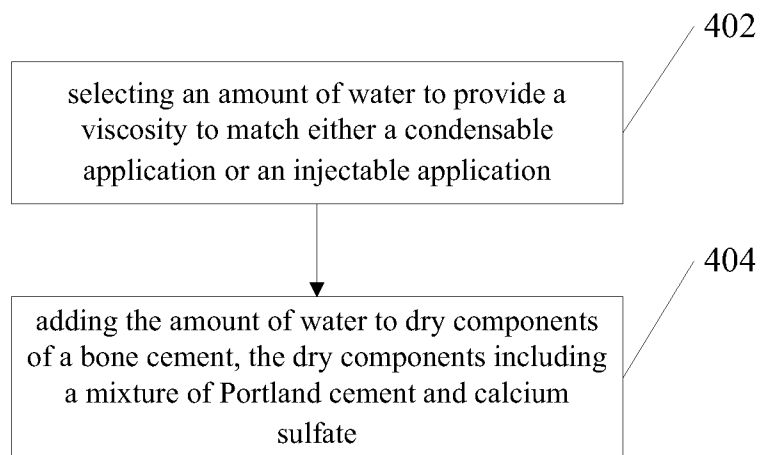 402
selecting an amount of water to provide a
viscosity to match either a condensable
application or an injectable application
404
adding the amount of water to dry components
of a bone cement, the dry components including
a mixture of Portland cement and calcium
sulfate